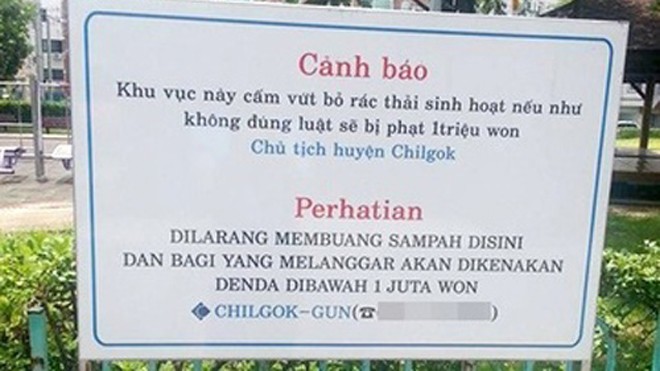 Cảnh báo
Khu vục này cấm vứt bỏ rác thải sinh hoạt nếu như
không đúng luật sẽ bị phạt 1triệu won
Chủ tịch huyện Chilgok
Perhatian
DILARANG MEMBUANG SAMPAH DISINI
DAN BAGI YANG MELANGGAR AKAN DIKENAKAN
DENDA DIBAWAH 1 JUTA WON
CHILGOK-GUN(☎ )